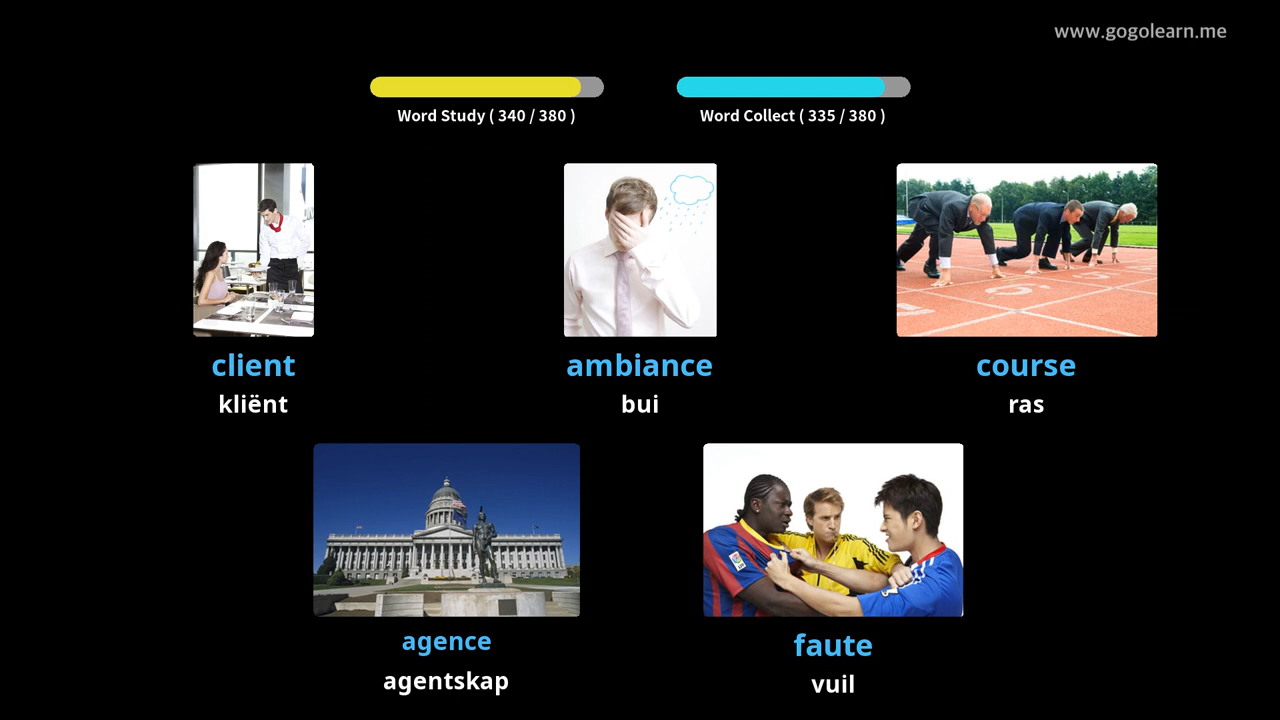 www.gogolearn.me
Word Study ( 340 / 380 )
Word Collect ( 335 / 380 )
client
kliënt
ambiance
bui
course
ras
agence
agentskap
faute
vuil